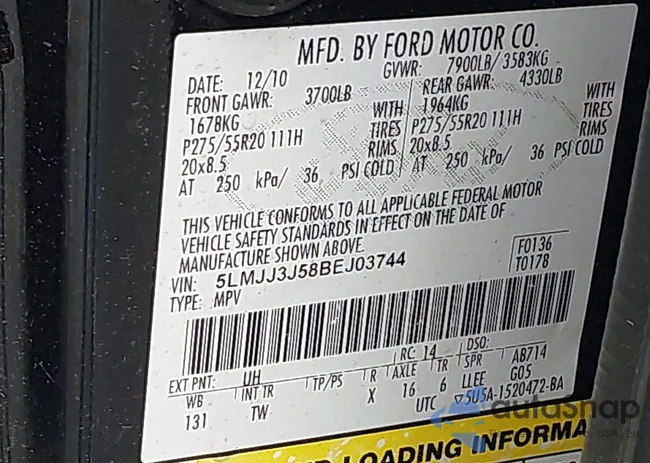 MFD. BY FORD MOTOR CO.
DATE: 12/10 GVWR: 7900LB/ 3583KG
FRONT GAWR: 3700LB REAR GAWR: 4330LB
1678KG WITH 1964KG WITH
P275/55R20 111H TIRES P275/55R20 111H TIRES
20x8.5 RIMS 20x8.5 RIMS
AT 250 kPa/ 36 PSI COLD AT 250 kPa/ 36 PSI COLD
THIS VEHICLE CONFORMS TO ALL APPLICABLE FEDERAL MOTOR
VEHICLE SAFETY STANDARDS IN EFFECT ON THE DATE OF
MANUFACTURE SHOWN ABOVE.
VIN: 5LMJJ3J58BEJ03744 F0136
TYPE: MPV T0178
RC: 14 DSO:
EXT PNT: UH AXLE TR SPR AB714
WB INT TR TP/PS R 16 6 LLEE G05
131 TW X UTC ▽5U5A-1520472-BA
autosnap
LOADING INFORMA